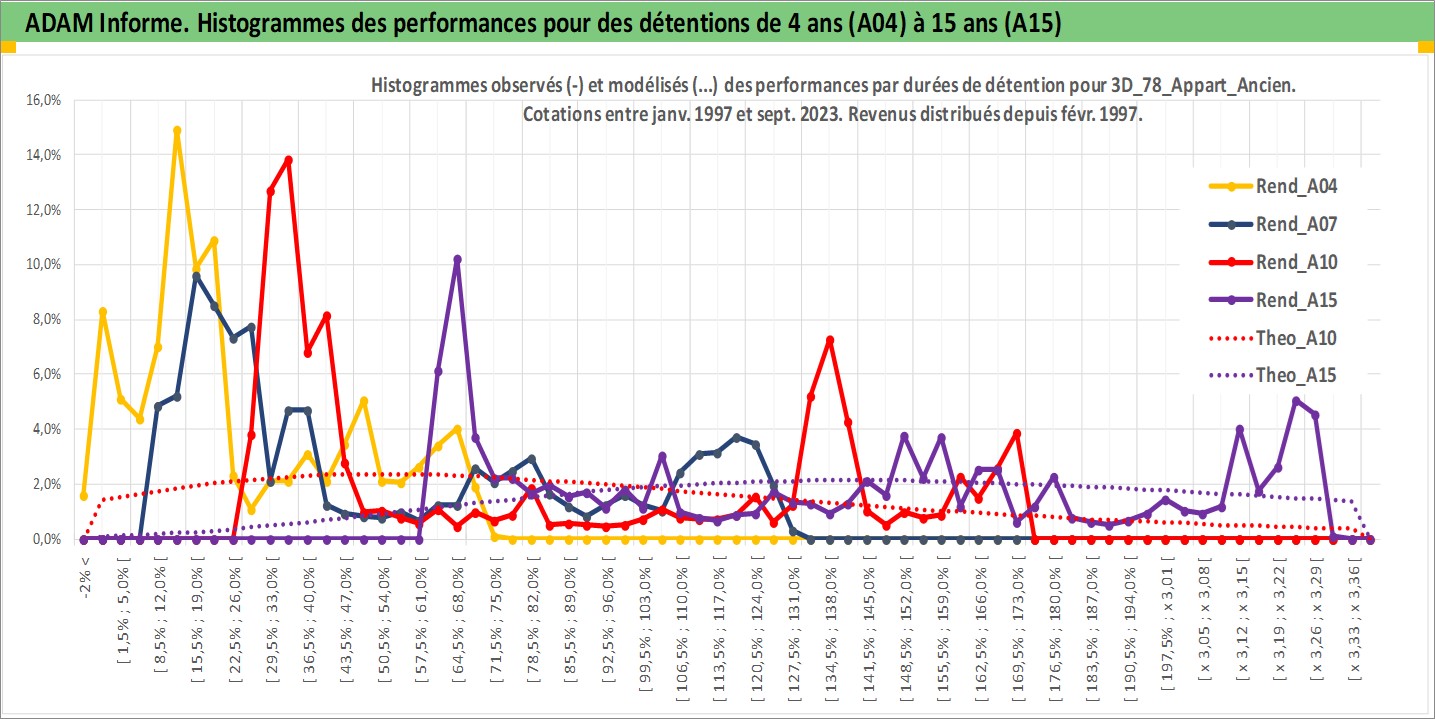 ADAM Informe. Histogrammes des performances pour des détentions de 4 ans (A04) à 15 ans (A15)
Histogrammes observés (-) et modélisés (...) des performances par durées de détention pour 3D_78_Appart_Ancien.
Cotations entre janv. 1997 et sept. 2023. Revenus distribués depuis févr. 1997.
16,0%
14,0%
12,0%
10,0%
8,0%
6,0%
4,0%
2,0%
0,0%
Rend_A04
Rend_A07
Rend_A10
Rend_A15
Theo_A10
Theo_A15
-2% <
[ 1,5% ; 5,0% [
[ 8,5% ; 12,0% [
[ 15,5% ; 19,0% [
[ 22,5% ; 26,0% [
[ 29,5% ; 33,0% [
[ 36,5% ; 40,0% [
[ 43,5% ; 47,0% [
[ 50,5% ; 54,0% [
[ 57,5% ; 61,0% [
[ 64,5% ; 68,0% [
[ 71,5% ; 75,0% [
[ 78,5% ; 82,0% [
[ 85,5% ; 89,0% [
[ 92,5% ; 96,0% [
[ 99,5% ; 103,0% [
[ 106,5% ; 110,0% [
[ 113,5% ; 117,0% [
[ 120,5% ; 124,0% [
[ 127,5% ; 131,0% [
[ 134,5% ; 138,0% [
[ 141,5% ; 145,0% [
[ 148,5% ; 152,0% [
[ 155,5% ; 159,0% [
[ 162,5% ; 166,0% [
[ 169,5% ; 173,0% [
[ 176,5% ; 180,0% [
[ 183,5% ; 187,0% [
[ 190,5% ; 194,0% [
[ 197,5% ; x 3,01 [
[ x 3,05 ; x 3,08 [
[ x 3,12 ; x 3,15 [
[ x 3,19 ; x 3,22 [
[ x 3,26 ; x 3,29 [
[ x 3,33 ; x 3,36 [